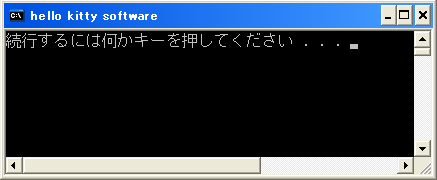 hello kitty software
続行するには何かキーを押してください . . .